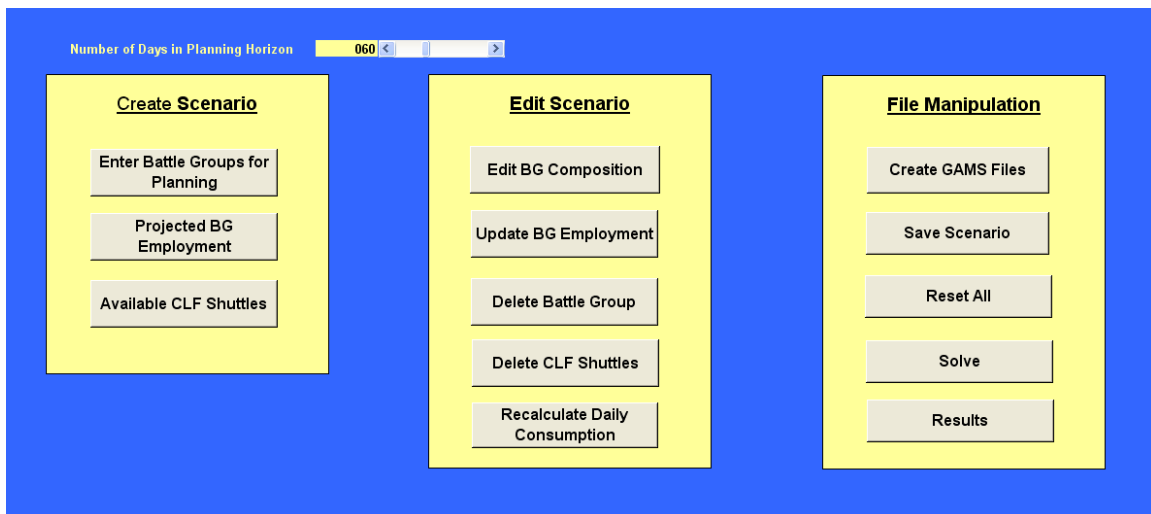 Number of Days in Planning Horizon 060
Create Scenario
Enter Battle Groups for
Planning
Projected BG
Employment
Available CLF Shuttles
Edit Scenario
Edit BG Composition
Update BG Employment
Delete Battle Group
Delete CLF Shuttles
Recalculate Daily
Consumption
File Manipulation
Create GAMS Files
Save Scenario
Reset All
Solve
Results